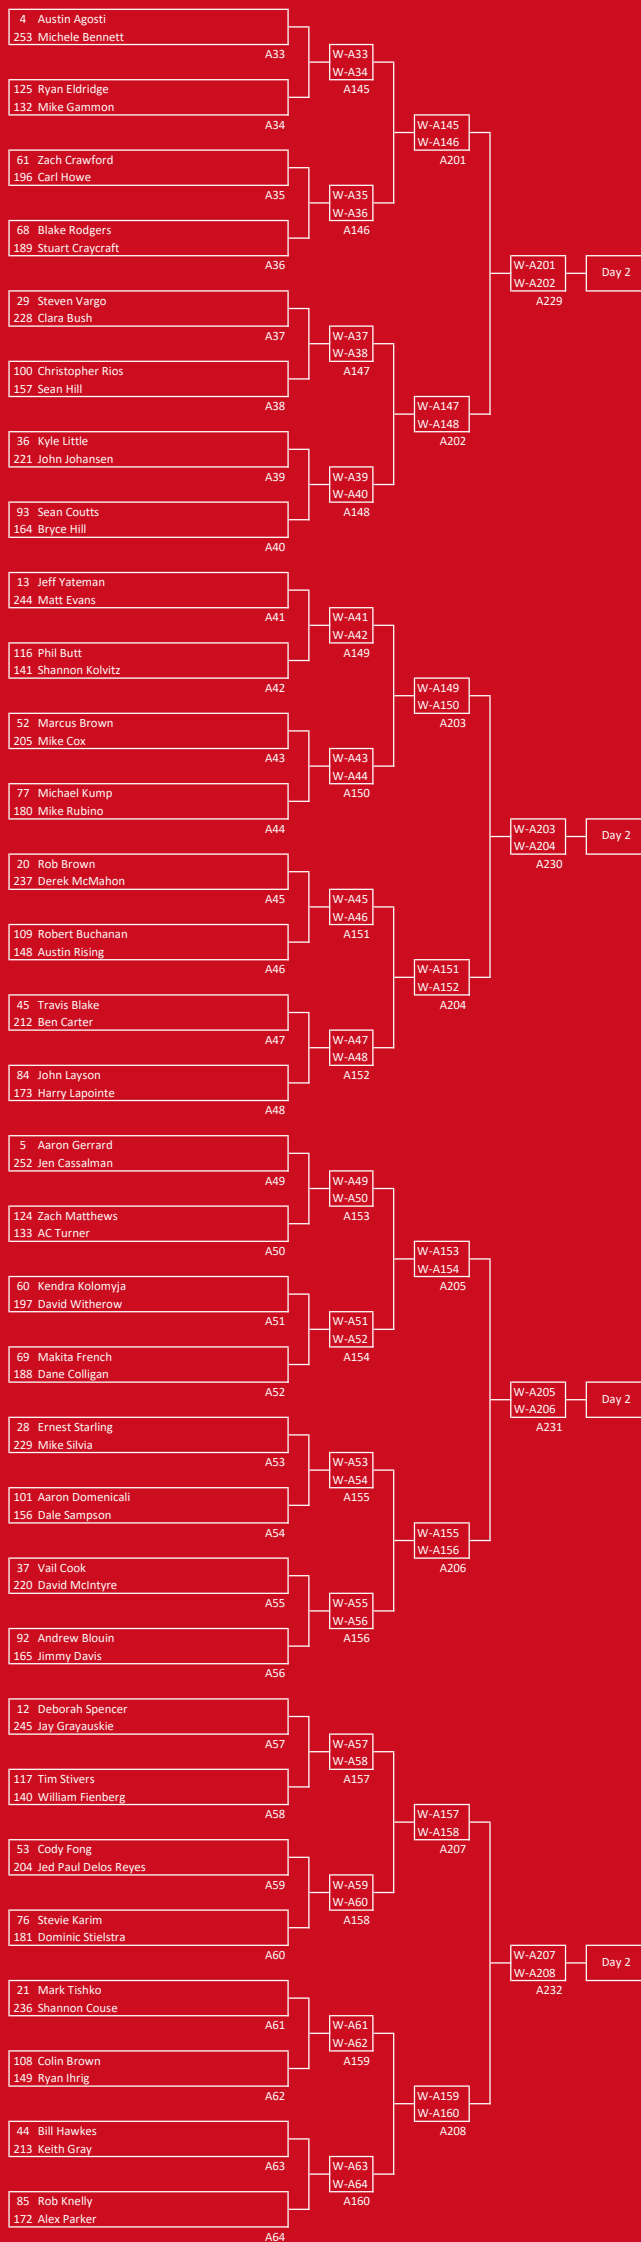 4 Austin Agosti
253 Michele Bennett
A33
W-A33
W-A34
A145
125 Ryan Eldridge
132 Mike Gammon
A34
W-A145
W-A146
A201
61 Zach Crawford
196 Carl Howe
A35
W-A35
W-A36
A146
68 Blake Rodgers
189 Stuart Craycraft
A36
W-A201
W-A202
A229
Day 2
29 Steven Vargo
228 Clara Bush
A37
W-A37
W-A38
A147
100 Christopher Rios
157 Sean Hill
A38
W-A147
W-A148
A202
36 Kyle Little
221 John Johansen
A39
W-A39
W-A40
A148
93 Sean Coutts
164 Bryce Hill
A40
13 Jeff Yateman
244 Matt Evans
A41
W-A41
W-A42
A149
116 Phil Butt
141 Shannon Kolvitz
A42
W-A149
W-A150
A203
52 Marcus Brown
205 Mike Cox
A43
W-A43
W-A44
A150
77 Michael Kump
180 Mike Rubino
A44
W-A203
W-A204
A230
Day 2
20 Rob Brown
237 Derek McMahon
A45
W-A45
W-A46
A151
109 Robert Buchanan
148 Austin Rising
A46
W-A151
W-A152
A204
45 Travis Blake
212 Ben Carter
A47
W-A47
W-A48
A152
84 John Layson
173 Harry Lapointe
A48
5 Aaron Gerrard
252 Jen Cassalman
A49
W-A49
W-A50
A153
124 Zach Matthews
133 AC Turner
A50
W-A153
W-A154
A205
60 Kendra Kolomyja
197 David Witherow
A51
W-A51
W-A52
A154
69 Makita French
188 Dane Colligan
A52
W-A205
W-A206
A231
Day 2
28 Ernest Starling
229 Mike Silvia
A53
W-A53
W-A54
A155
101 Aaron Domenicali
156 Dale Sampson
A54
W-A155
W-A156
A206
37 Vail Cook
220 David McIntyre
A55
W-A55
W-A56
A156
92 Andrew Blouin
165 Jimmy Davis
A56
12 Deborah Spencer
245 Jay Grayauskie
A57
W-A57
W-A58
A157
117 Tim Stivers
140 William Fienberg
A58
W-A157
W-A158
A207
53 Cody Fong
204 Jed Paul Delos Reyes
A59
W-A59
W-A60
A158
76 Stevie Karim
181 Dominic Stielstra
A60
W-A207
W-A208
A232
Day 2
21 Mark Tishko
236 Shannon Couse
A61
W-A61
W-A62
A159
108 Colin Brown
149 Ryan Ihrig
A62
W-A159
W-A160
A208
44 Bill Hawkes
213 Keith Gray
A63
W-A63
W-A64
A160
85 Rob Knelly
172 Alex Parker
A64